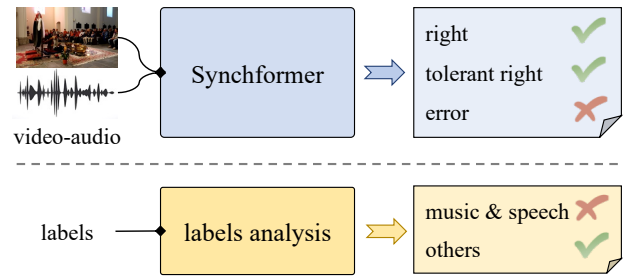 Synchformer
right
tolerant right
error
video-audio
labels
labels analysis
music & speech
others